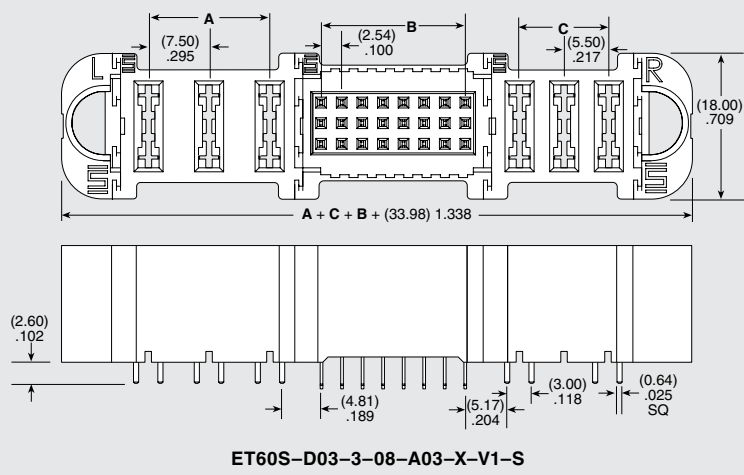 A
(7.50)
.295
(2.54)
.100
B
C
(5.50)
.217
L
R
(18.00)
.709
A + C + B + (33.98) 1.338
(2.60)
.102
(4.81)
.189
(5.17)
.204
(3.00)
.118
(0.64)
.025
SQ
ET60S–D03–3–08–A03–X–V1–S